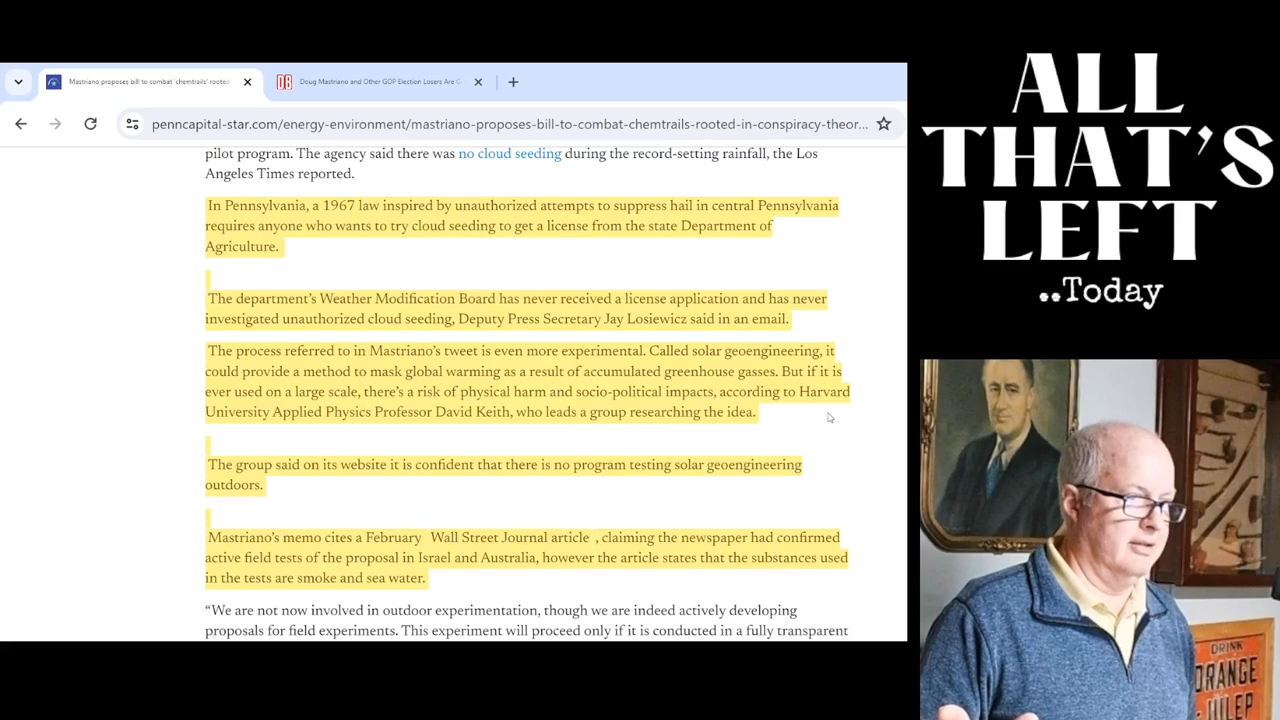 Mastriano proposes bill to combat 'chemtrails' rooted
Doug Mastriano and Other GOP Election Losers Are G
penncapital-star.com/energy-environment/mastriano-proposes-bill-to-combat-chemtrails-rooted-in-conspiracy-theor...
pilot program. The agency said there was no cloud seeding during the record-setting rainfall, the Los
Angeles Times reported.
In Pennsylvania, a 1967 law inspired by unauthorized attempts to suppress hail in central Pennsylvania
requires anyone who wants to try cloud seeding to get a license from the state Department of
Agriculture.
The department's Weather Modification Board has never received a license application and has never
investigated unauthorized cloud seeding, Deputy Press Secretary Jay Losiewicz said in an email.
The process referred to in Mastriano's tweet is even more experimental. Called solar geoengineering, it
could provide a method to mask global warming as a result of accumulated greenhouse gasses. But if it is
ever used on a large scale, there's a risk of physical harm and socio-political impacts, according to Harvard
University Applied Physics Professor David Keith, who leads a group researching the idea.
The group said on its website it is confident that there is no program testing solar geoengineering
outdoors.
Mastriano's memo cites a February Wall Street Journal article , claiming the newspaper had confirmed
active field tests of the proposal in Israel and Australia, however the article states that the substances used
in the tests are smoke and sea water.
"We are not now involved in outdoor experimentation, though we are indeed actively developing
proposals for field experiments. This experiment will proceed only if it is conducted in a fully transparent
ALL
THAT'S
LEFT
..Today
DRINK
ORANGE
JULEP